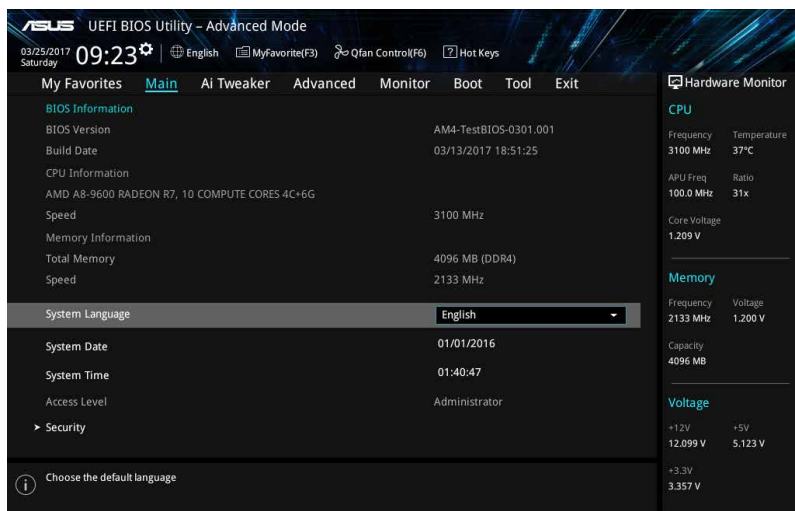 ASUS UEFI BIOS Utility – Advanced Mode
03/25/2017
Saturday
09:23
English
MyFavorite(F3)
Qfan Control(F6)
? Hot Keys
My Favorites Main Ai Tweaker Advanced Monitor Boot Tool Exit
BIOS Information
BIOS Version AM4-TestBIOS-0301.001
Build Date 03/13/2017 18:51:25
CPU Information
AMD A8-9600 RADEON R7, 10 COMPUTE CORES 4C+6G
Speed 3100 MHz
Memory Information
Total Memory 4096 MB (DDR4)
Speed 2133 MHz
System Language English
System Date 01/01/2016
System Time 01:40:47
Access Level Administrator
Security
Choose the default language
Hardware Monitor
CPU
Frequency Temperature
3100 MHz 37°C
APU Freq Ratio
100.0 MHz 31x
Core Voltage
1.209 V
Memory
Frequency Voltage
2133 MHz 1.200 V
Capacity
4096 MB
Voltage
+12V +5V
12.099 V 5.123 V
+3.3V
3.357 V